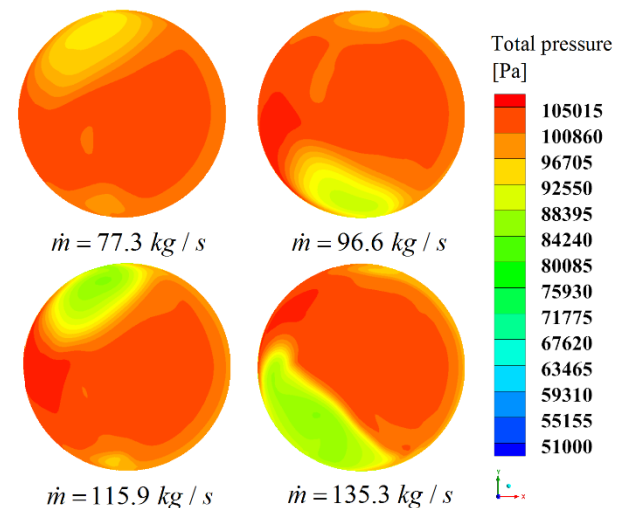 Total pressure
[Pa]
105015
100860
96705
92550
88395
84240
80085
75930
71775
67620
63465
59310
55155
51000
ṁ = 77.3 kg / s
ṁ = 96.6 kg / s
ṁ = 115.9 kg / s
ṁ = 135.3 kg / s
Y
X